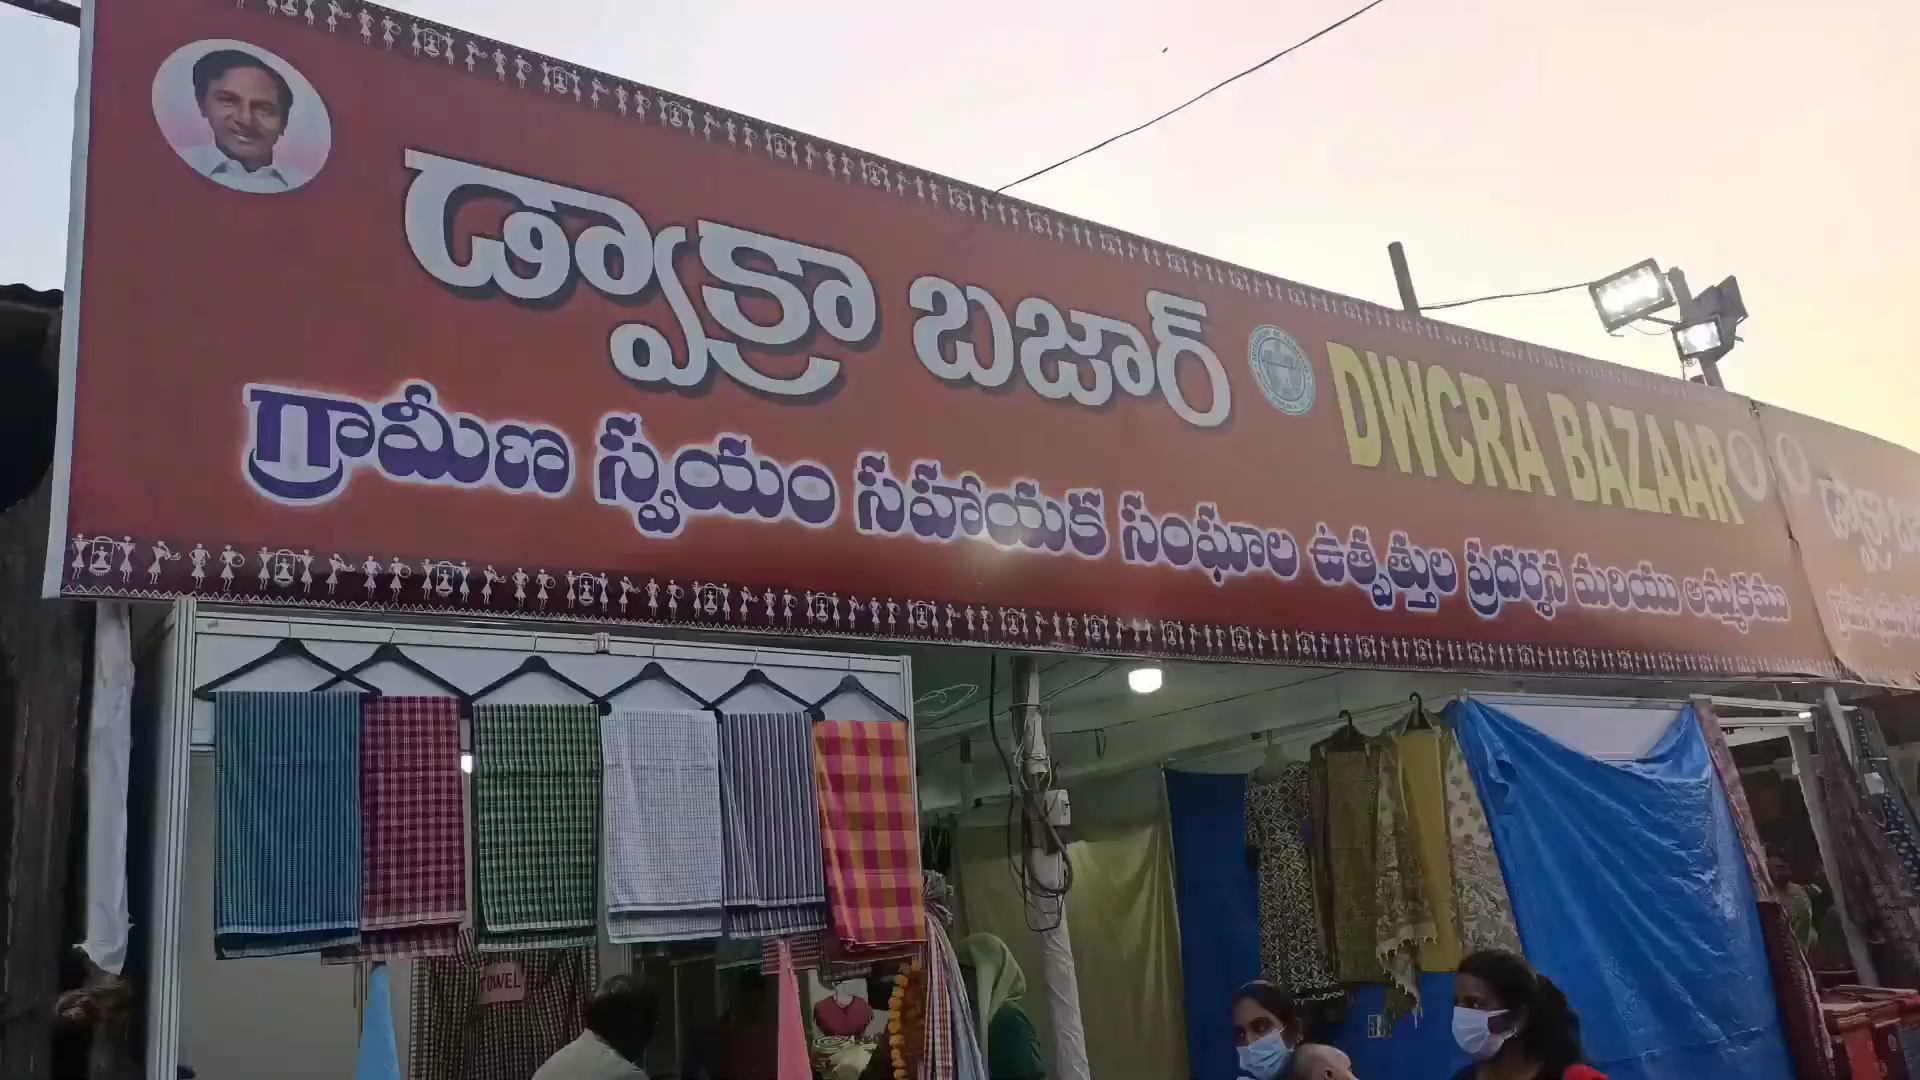 డ్వాక్రా బజార్
DWCRA BAZAAR
గ్రామీణ స్వయం సహాయక సంఘాల ఉత్పత్తుల ప్రదర్శన మరియు అమ్మకము
TOWEL